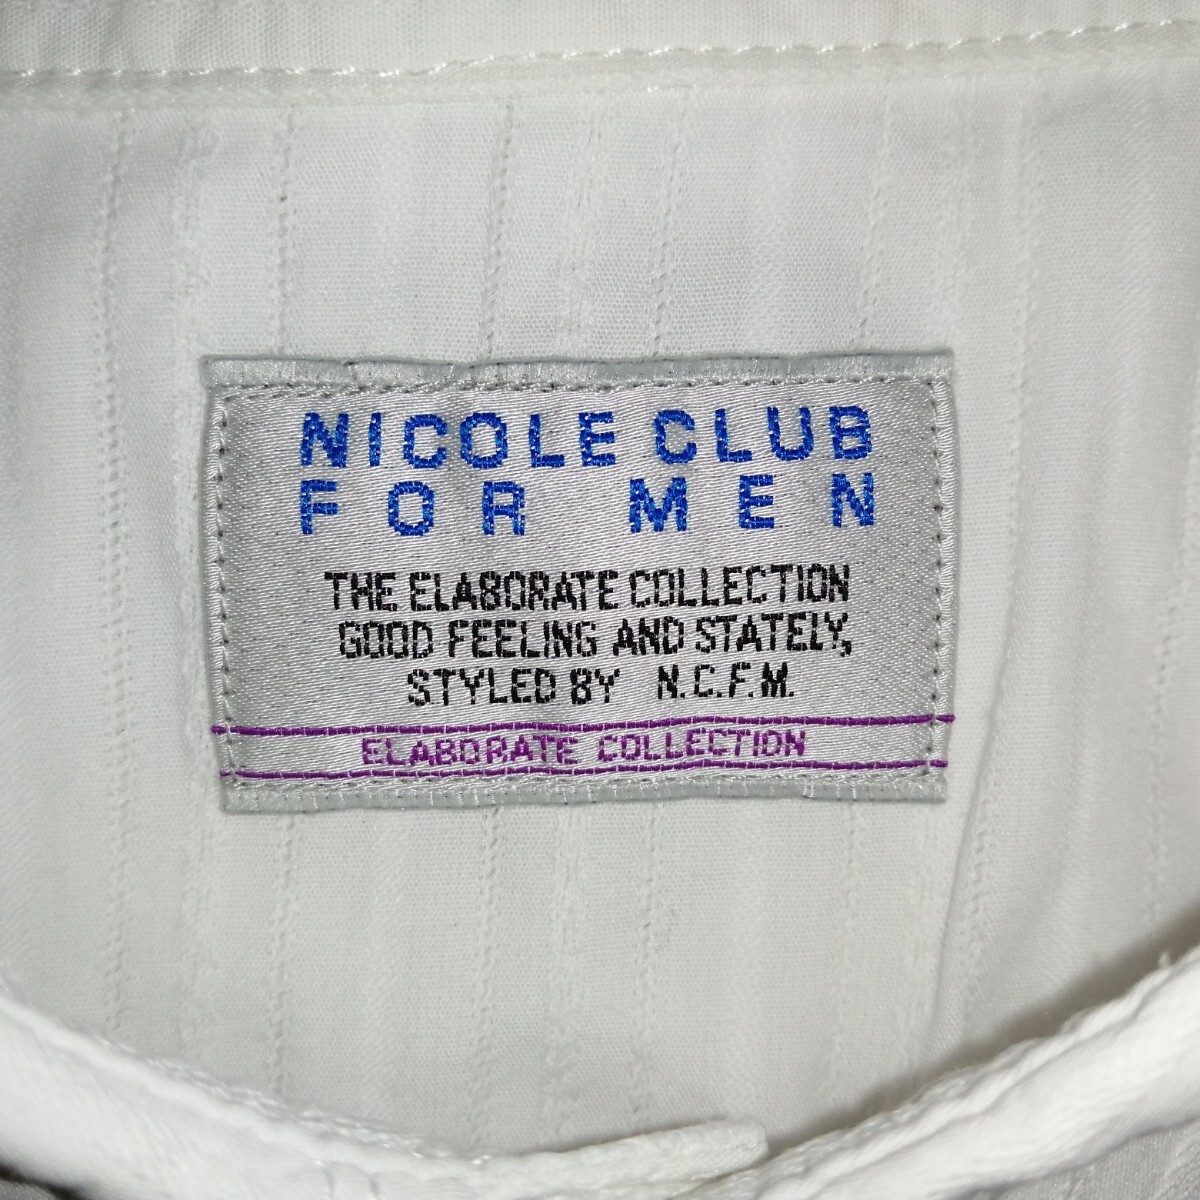 NICOLE CLUB
FOR MEN
THE ELABORATE COLLECTION
GOOD FEELING AND STATELY,
STYLED BY N.C.F.M.
ELABORATE COLLECTION